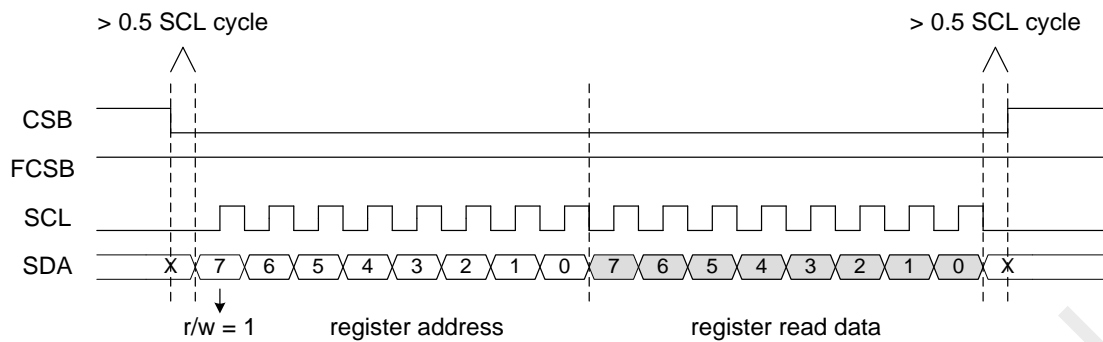 > 0.5 SCL cycle > 0.5 SCL cycle
CSB
FCSB
SCL
SDA X 7 6 5 4 3 2 1 0 7 6 5 4 3 2 1 0 X
r/w = 1 register address register read data